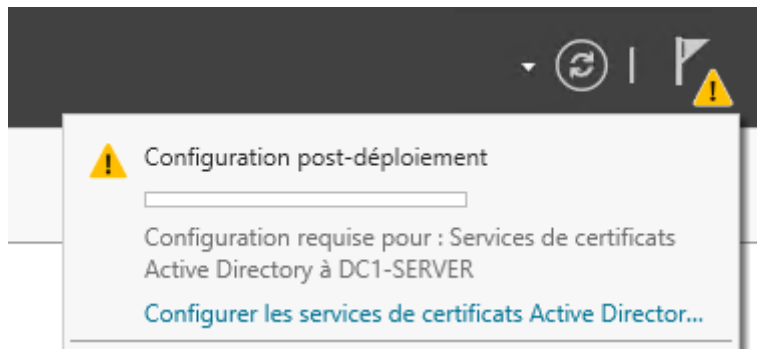 Configuration post-déploiement
Configuration requise pour : Services de certificats
Active Directory à DC1-SERVER
Configurer les services de certificats Active Director...